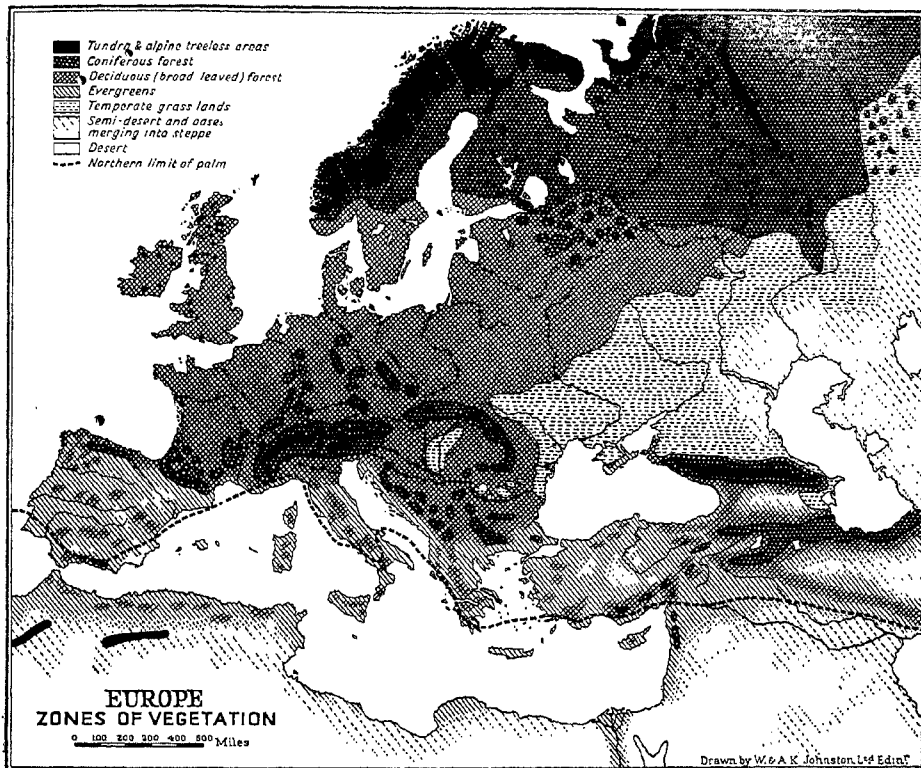 Tundra & alpine treeless areas
Coniferous forest
Deciduous (broad leaved) forest
Evergreens
Temperate grass lands
Semi-desert and oases
merging into steppe
Desert
Northern limit of palm
EUROPE
ZONES OF VEGETATION
0 100 200 300 400 500 Miles
Drawn by W. & A. K. Johnston, Ltd Edinr.